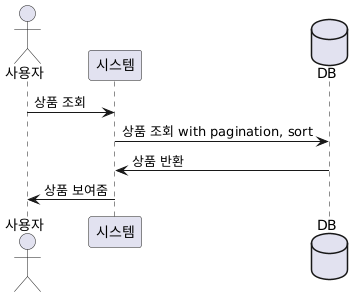 사용자
시스템
DB
상품 조회
상품 조회 with pagination, sort
상품 반환
상품 보여줌
사용자
시스템
DB